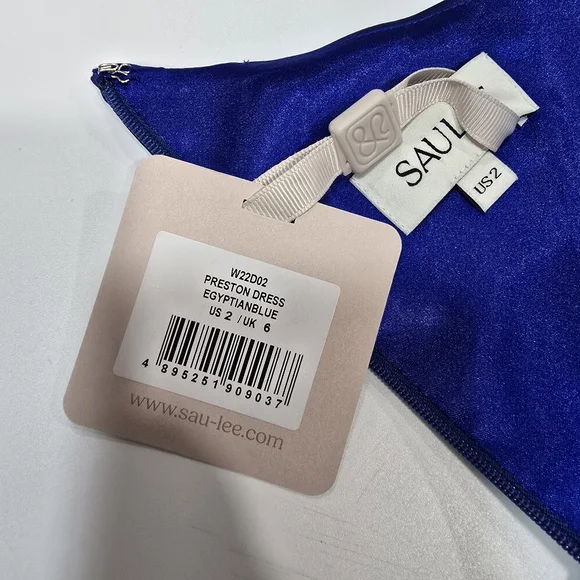 SAU L
US 2
W22D02
PRESTON DRESS
EGYPTIANBLUE
US 2 / UK 6
4 895251 909037
www.sau-lee.com